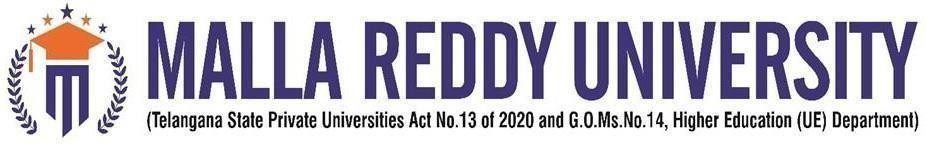 MALLA REDDY UNIVERSITY
(Telangana State Private Universities Act No.13 of 2020 and G.O.Ms.No.14, Higher Education (UE) Department)